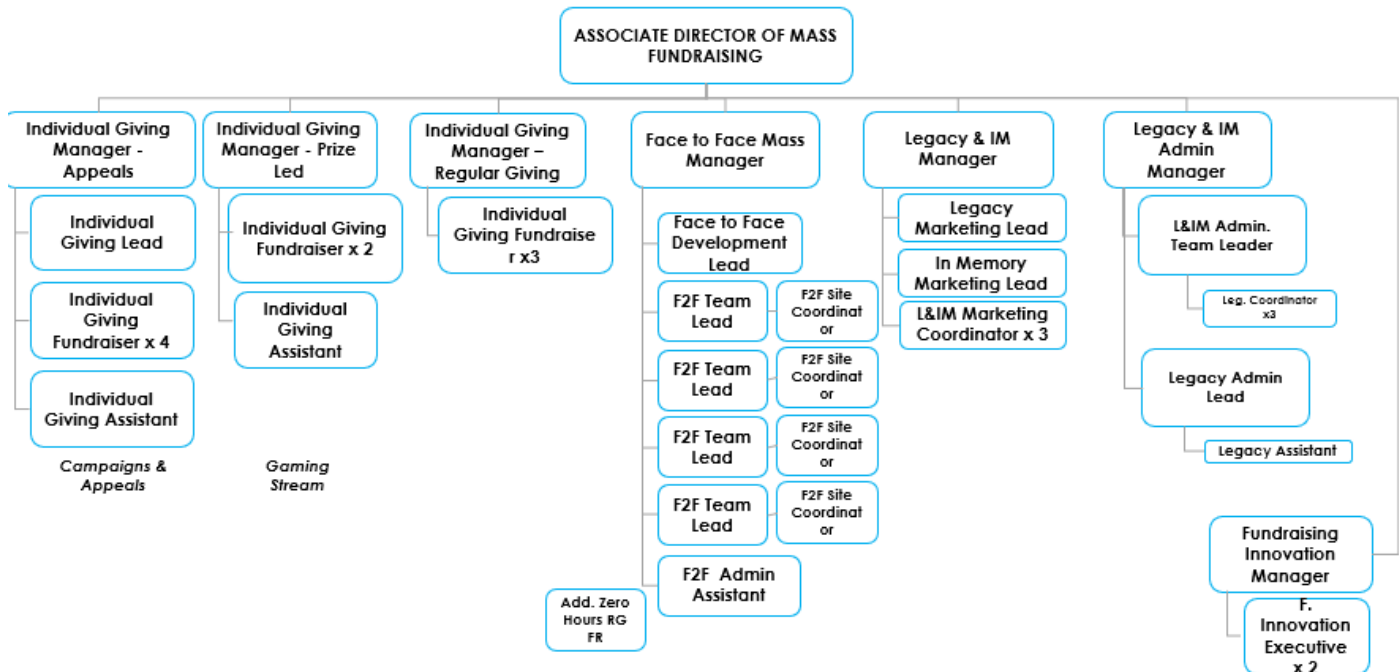 ASSOCIATE DIRECTOR OF MASS
FUNDRAISING
Individual Giving
Manager -
Appeals
Individual Giving
Lead
Individual
Giving
Fundraiser x 4
Individual
Giving Assistant
Campaigns &
Appeals
Individual Giving
Manager - Prize
Led
Individual Giving
Fundraiser x 2
Individual
Giving
Assistant
Gaming
Stream
Individual Giving
Manager –
Regular Giving
Individual
Giving Fundraise
r x3
Face to Face Mass
Manager
Face to Face
Development
Lead
F2F Team
Lead
F2F Site
Coordinat
or
F2F Team
Lead
F2F Site
Coordinat
or
F2F Team
Lead
F2F Site
Coordinat
or
F2F Team
Lead
F2F Site
Coordinat
or
F2F Admin
Assistant
Add. Zero
Hours RG
FR
Legacy & IM
Manager
Legacy
Marketing Lead
In Memory
Marketing Lead
L&IM Marketing
Coordinator x 3
Legacy & IM
Admin
Manager
L&IM Admin.
Team Leader
Leg. Coordinator
x3
Legacy Admin
Lead
Legacy Assistant
Fundraising
Innovation
Manager
F.
Innovation
Executive
x 2